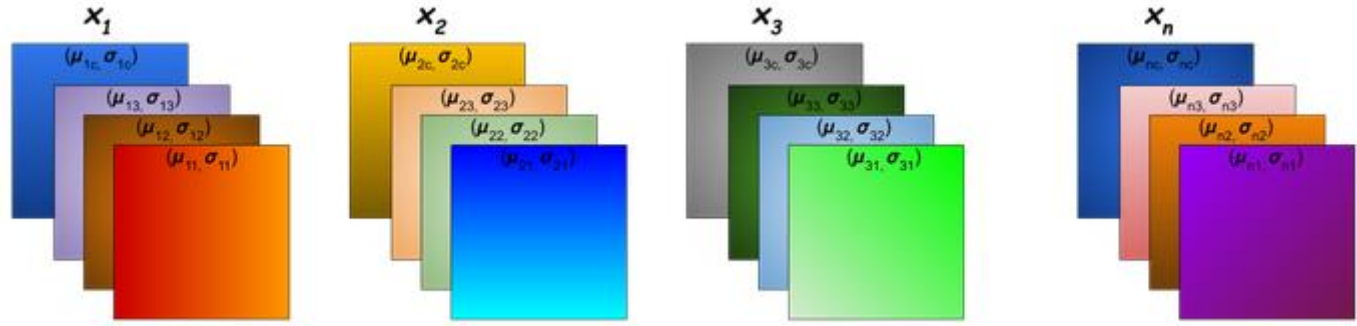 x₁ x₂ x₃ xₙ
(μ₁c, σ₁c) (μ₂c, σ₂c) (μ₃c, σ₃c) (μnc, σnc)
(μ₁₃, σ₁₃) (μ₂₃, σ₂₃) (μ₃₃, σ₃₃) (μn₃, σn₃)
(μ₁₂, σ₁₂) (μ₂₂, σ₂₂) (μ₃₂, σ₃₂) (μn₂, σn₂)
(μ₁₁, σ₁₁) (μ₂₁, σ₂₁) (μ₃₁, σ₃₁) (μn₁, σn₁)